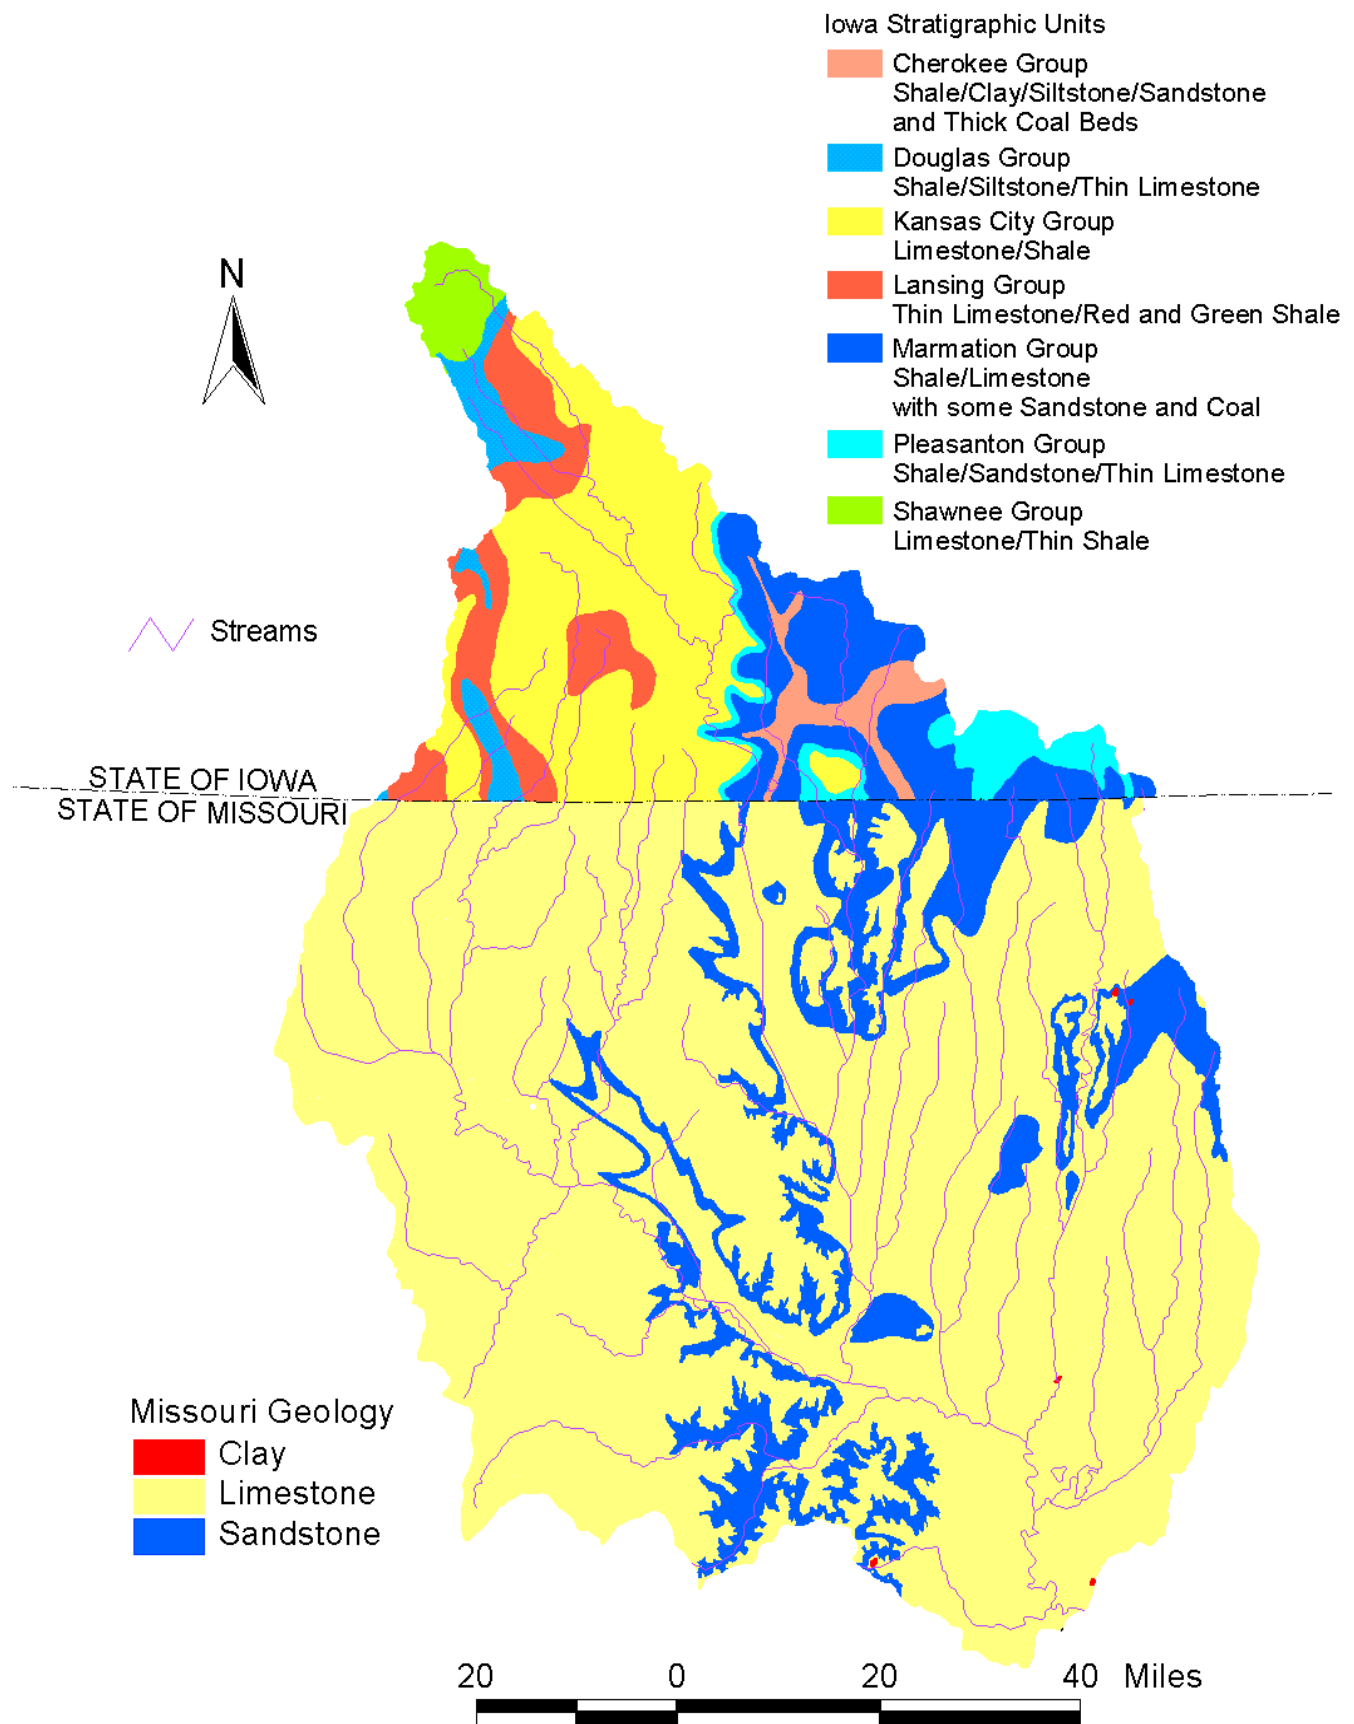 Iowa Stratigraphic Units
Cherokee Group
Shale/Clay/Siltstone/Sandstone
and Thick Coal Beds
Douglas Group
Shale/Siltstone/Thin Limestone
Kansas City Group
Limestone/Shale
Lansing Group
Thin Limestone/Red and Green Shale
Marmation Group
Shale/Limestone
with some Sandstone and Coal
Pleasanton Group
Shale/Sandstone/Thin Limestone
Shawnee Group
Limestone/Thin Shale
N
Streams
STATE OF IOWA
STATE OF MISSOURI
Missouri Geology
Clay
Limestone
Sandstone
20 0 20 40 Miles